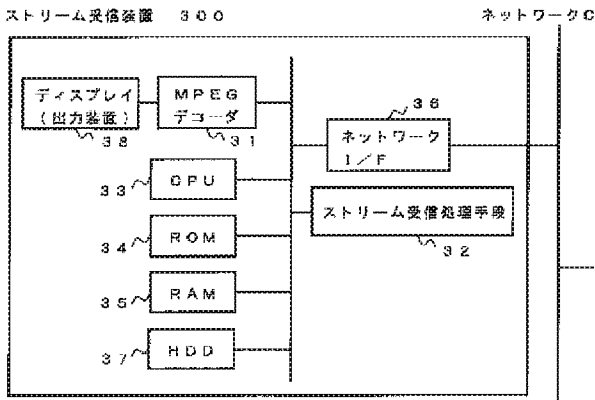 ストリーム受信装置 300
ネットワークC
ディスプレイ
(出力装置)
38
MPEG
デコーダ
31
36
ネットワーク
I/F
33
CPU
ストリーム受信処理手段
32
34
ROM
35
RAM
37
HDD